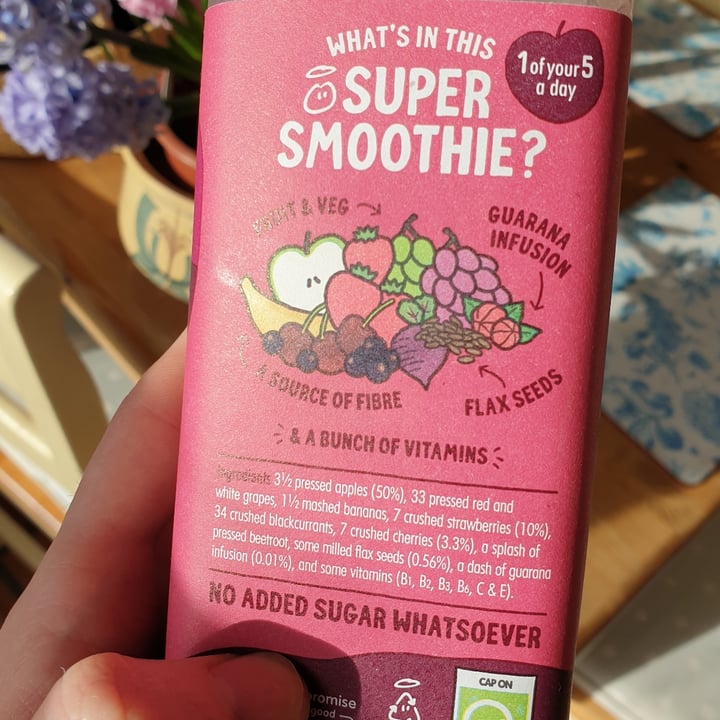 WHAT'S IN THIS
SUPER
SMOOTHIE?
1 of your 5
a day
FRUIT & VEG
GUARANA
INFUSION
A SOURCE OF FIBRE
FLAX SEEDS
& A BUNCH OF VITAMINS
Ingredients 3½ pressed apples (50%), 33 pressed red and
white grapes, 1½ mashed bananas, 7 crushed strawberries (10%),
34 crushed blackcurrants, 7 crushed cherries (3.3%), a splash of
pressed beetroot, some milled flax seeds (0.56%), a dash of guarana
infusion (0.01%), and some vitamins (B1, B2, B3, B6, C & E).
NO ADDED SUGAR WHATSOEVER
promise
good
CAP ON